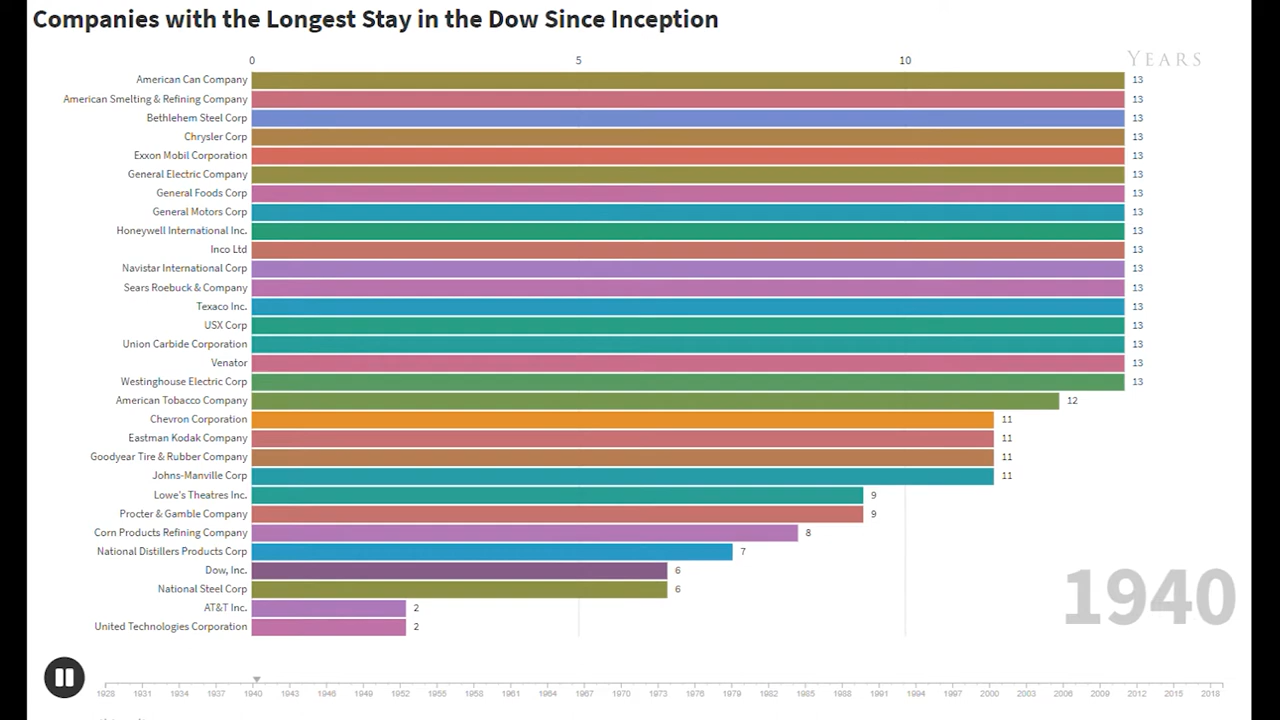 Companies with the Longest Stay in the Dow Since Inception
0 5 10 YEARS
American Can Company 13
American Smelting & Refining Company 13
Bethlehem Steel Corp 13
Chrysler Corp 13
Exxon Mobil Corporation 13
General Electric Company 13
General Foods Corp 13
General Motors Corp 13
Honeywell International Inc. 13
Inco Ltd 13
Navistar International Corp 13
Sears Roebuck & Company 13
Texaco Inc. 13
USX Corp 13
Union Carbide Corporation 13
Venator 13
Westinghouse Electric Corp 13
American Tobacco Company 12
Chevron Corporation 11
Eastman Kodak Company 11
Goodyear Tire & Rubber Company 11
Johns-Manville Corp 11
Lowe's Theatres Inc. 9
Procter & Gamble Company 9
Corn Products Refining Company 8
National Distillers Products Corp 7
Dow, Inc. 6
National Steel Corp 6
AT&T Inc. 2
United Technologies Corporation 2
1940
1928 1931 1934 1937 1940 1943 1946 1949 1952 1955 1958 1961 1964 1967 1970 1973 1976 1979 1982 1985 1988 1991 1994 1997 2000 2003 2006 2009 2012 2015 2018